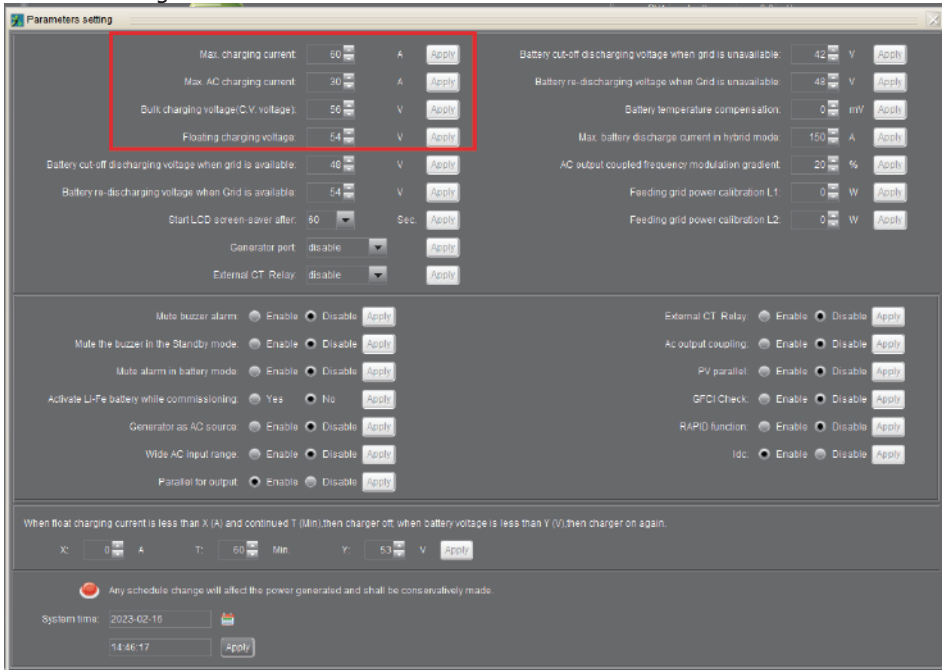 Parameters setting
Max. charging current: 60 A Apply
Max. AC charging current: 30 A Apply
Bulk charging voltage(C.V. voltage): 56 V Apply
Floating charging voltage: 54 V Apply
Battery cut-off discharging voltage when grid is available: 48 V Apply
Battery re-discharging voltage when Grid is available: 54 V Apply
Start LCD screen-saver after: 60 Sec. Apply
Generator port: disable Apply
External CT Relay: disable Apply
Battery cut-off discharging voltage when grid is unavailable: 42 V Apply
Battery re-discharging voltage when Grid is unavailable: 48 V Apply
Battery temperature compensation: 0 mV Apply
Max. battery discharge current in hybrid mode: 150 A Apply
AC output coupled frequency modulation gradient: 20 % Apply
Feeding grid power calibration L1: 0 W Apply
Feeding grid power calibration L2: 0 W Apply
Mute buzzer alarm: Enable Disable Apply
Mute the buzzer in the Standby mode: Enable Disable Apply
Mute alarm in battery mode: Enable Disable Apply
Activate Li-Fe battery while commissioning: Yes No Apply
Generator as AC source: Enable Disable Apply
Wide AC input range: Enable Disable Apply
Parallel for output: Enable Disable Apply
External CT Relay: Enable Disable Apply
Ac output coupling: Enable Disable Apply
PV parallel: Enable Disable Apply
GFCI Check: Enable Disable Apply
RAPID function: Enable Disable Apply
Idc: Enable Disable Apply
When float charging current is less than X (A) and continued T (Min),then charger off, when battery voltage is less than Y (V),then charger on again.
X: 0 A T: 60 Min. Y: 53 V Apply
Any schedule change will affect the power generated and shall be conservatively made.
System time: 2023-02-16
14:46:17 Apply